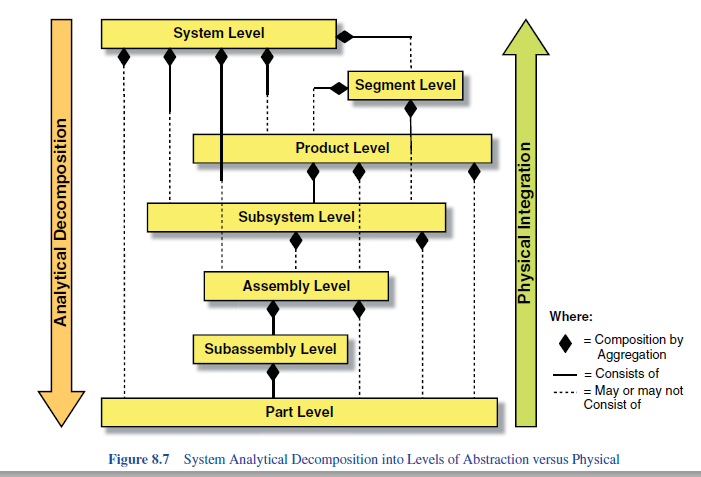 System Level
Segment Level
Product Level
Subsystem Level
Assembly Level
Subassembly Level
Part Level
Analytical Decomposition
Physical Integration
Where:
= Composition by
Aggregation
= Consists of
= May or may not
Consist of
Figure 8.7 System Analytical Decomposition into Levels of Abstraction versus Physical